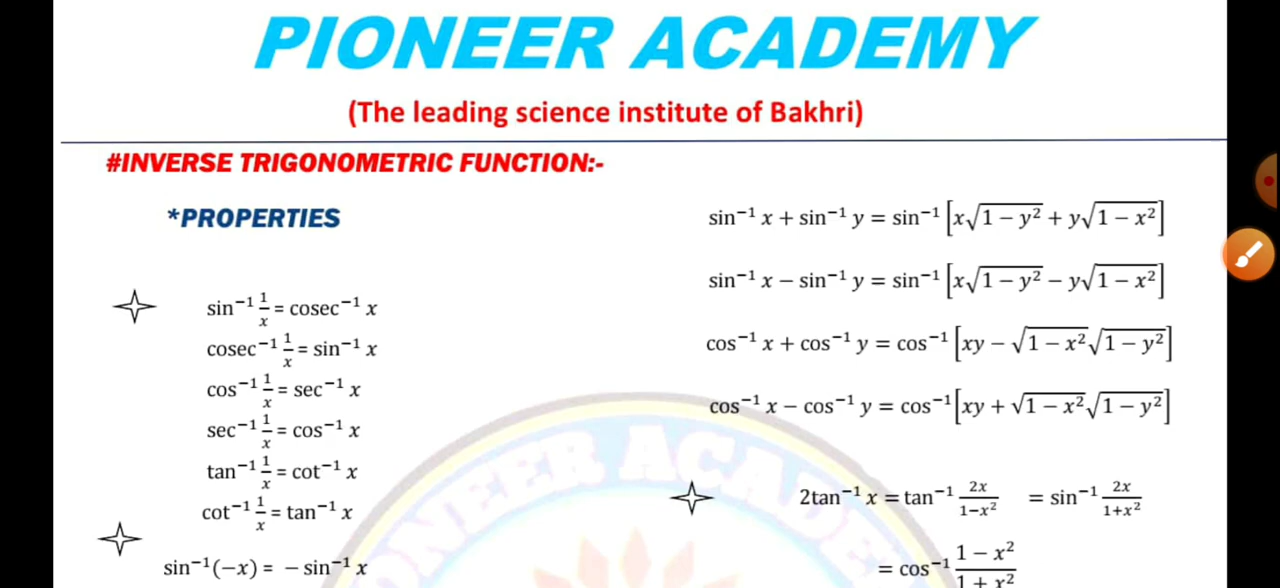 PIONEER ACADEMY
(The leading science institute of Bakhri)
#INVERSE TRIGONOMETRIC FUNCTION:-
*PROPERTIES
sin⁻¹ 1/x = cosec⁻¹ x
cosec⁻¹ 1/x = sin⁻¹ x
cos⁻¹ 1/x = sec⁻¹ x
sec⁻¹ 1/x = cos⁻¹ x
tan⁻¹ 1/x = cot⁻¹ x
cot⁻¹ 1/x = tan⁻¹ x
sin⁻¹(−x) = − sin⁻¹ x
sin⁻¹ x + sin⁻¹ y = sin⁻¹ [x√(1 − y²) + y√(1 − x²)]
sin⁻¹ x − sin⁻¹ y = sin⁻¹ [x√(1 − y²) − y√(1 − x²)]
cos⁻¹ x + cos⁻¹ y = cos⁻¹ [xy − √(1 − x²)√(1 − y²)]
cos⁻¹ x − cos⁻¹ y = cos⁻¹ [xy + √(1 − x²)√(1 − y²)]
2tan⁻¹ x = tan⁻¹ 2x/(1−x²) = sin⁻¹ 2x/(1+x²)
= cos⁻¹ (1 − x²)/(1 + x²)
PIONEER ACADE